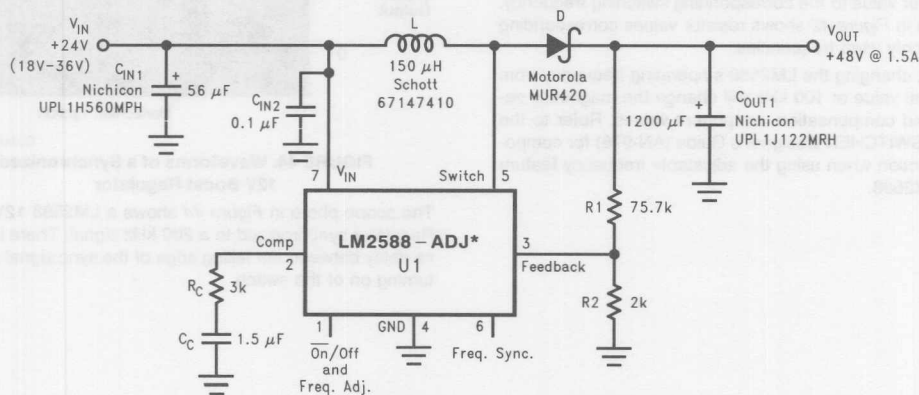 V_IN
+24V
(18V-36V)
C_IN1
Nichicon
UPL1H560MPH
+
56 μF
C_IN2
0.1 μF
L
150 μH
Schott
67147410
D
Motorola
MUR420
V_OUT
+48V @ 1.5A
1200 μF
+
C_OUT1
Nichicon
UPL1J122MRH
7
V_IN
Switch
5
R1
75.7k
Comp
2
LM2588-ADJ*
U1
3
Feedback
R_C
3k
R2
2k
C_C
1.5 μF
1
GND
4
6
On/Off
and
Freq. Adj.
Freq. Sync.